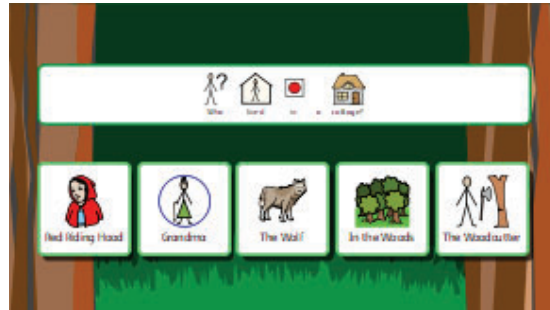 Who lived in a cottage?
Red Riding Hood
Grandma
The Wolf
In the Woods
The Woodcutter